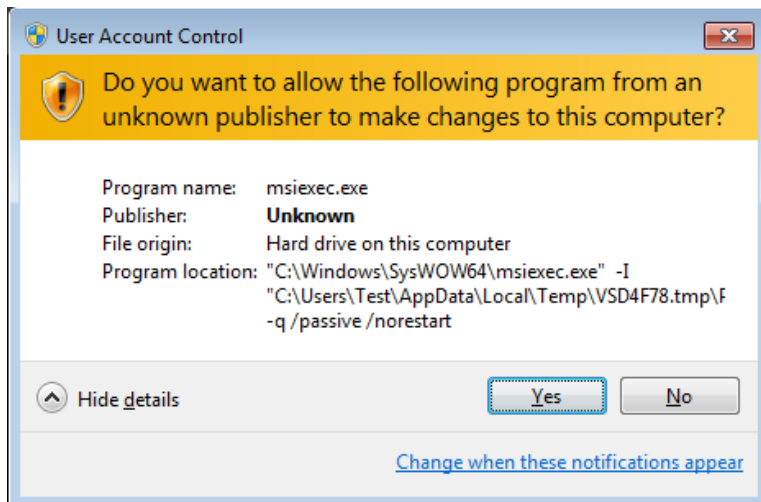 User Account Control
Do you want to allow the following program from an
unknown publisher to make changes to this computer?
Program name: msiexec.exe
Publisher: Unknown
File origin: Hard drive on this computer
Program location: "C:\Windows\SysWOW64\msiexec.exe" -I
"C:\Users\Test\AppData\Local\Temp\VSD4F78.tmp\
-q /passive /norestart
Hide details
Yes
No
Change when these notifications appear